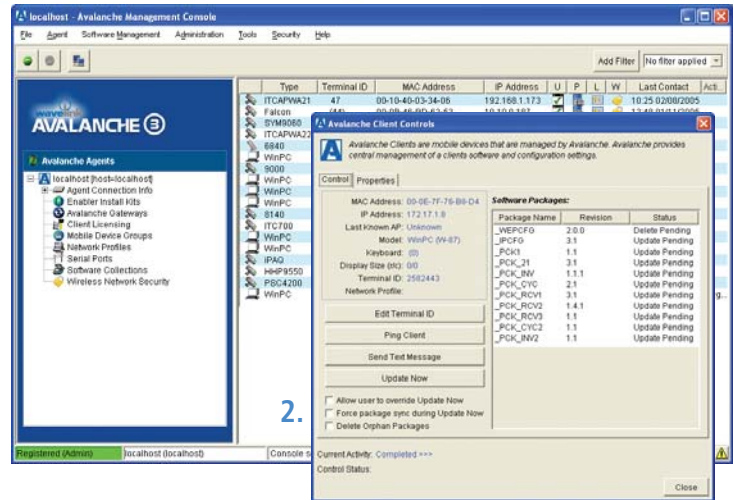 localhost - Avalanche Management Console
File Agent Software Management Administration Tools Security Help
Add Filter No filter applied
Type Terminal ID MAC Address IP Address U P L W Last Contact Acti...
ITCAPWA21 47 00-10-40-03-34-06 192.168.1.173 10:25 02/08/2005
Falcon (44)
SYM9060
ITCAPWA22
6840
WinPC
9000
WinPC
WinPC
8140
ITC700
WinPC
WinPC
iPAQ
HHP9550
PSC4200
WinPC
wavelink
AVALANCHE 3
Avalanche Agents
localhost [host=localhost]
Agent Connection Info
Enabler Install Kits
Avalanche Gateways
Client Licensing
Mobile Device Groups
Network Profiles
Serial Ports
Software Collections
Wireless Network Security
Avalanche Client Controls
Avalanche Clients are mobile devices that are managed by Avalanche. Avalanche provides
central management of a clients software and configuration settings.
Control Properties
MAC Address: 00-0E-7F-76-B8-D4
IP Address: 172.17.1.8
Last Known AP: Unknown
Model: WinPC (W-87)
Keyboard: (0)
Display Size (r/c): 0/0
Terminal ID: 2582443
Network Profile:
Edit Terminal ID
Ping Client
Send Text Message
Update Now
Allow user to override Update Now
Force package sync during Update Now
Delete Orphan Packages
Software Packages:
Package Name Revision Status
_WEPCFG 2.0.0 Delete Pending
_IPCFG 3.1 Update Pending
_PCK1 1.1 Update Pending
_PCK_21 3.1 Update Pending
_PCK_INV 1.1.1 Update Pending
_PCK_CYC 2.1 Update Pending
_PCK_RCV1 3.1 Update Pending
_PCK_RCV2 1.4.1 Update Pending
_PCK_RCV1 1.1 Update Pending
_PCK_CYC2 1.1 Update Pending
_PCK_INV2 1.1 Update Pending
2.
Current Activity: Completed >>>
Control Status:
Close
Registered (Admin) localhost (localhost) Console s